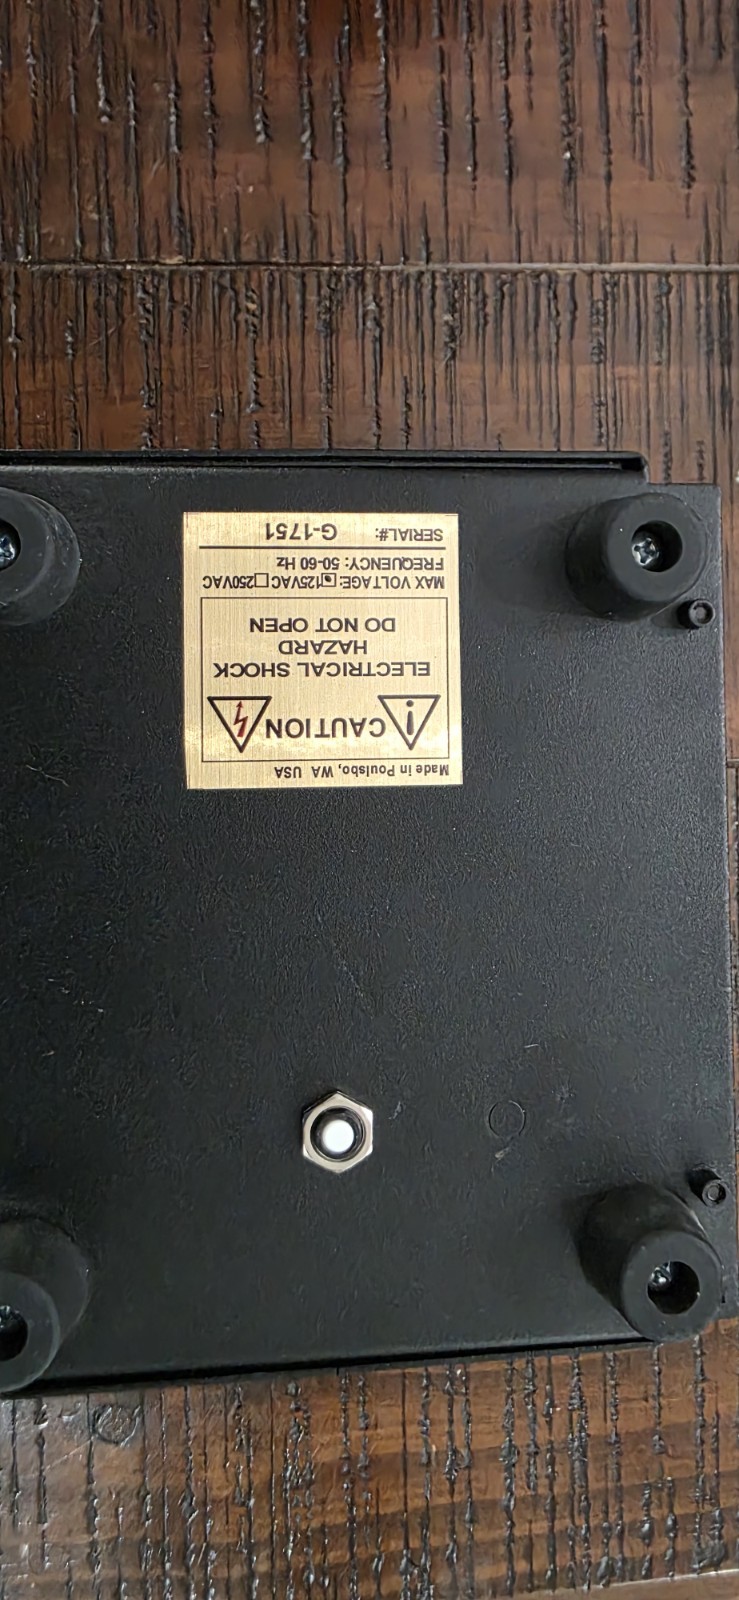 Made in Poulsbo, WA USA
CAUTION
ELECTRICAL SHOCK
HAZARD
DO NOT OPEN
MAX VOLTAGE: 125VAC 250VAC
FREQUENCY: 50-60 Hz
SERIAL#: G-1751